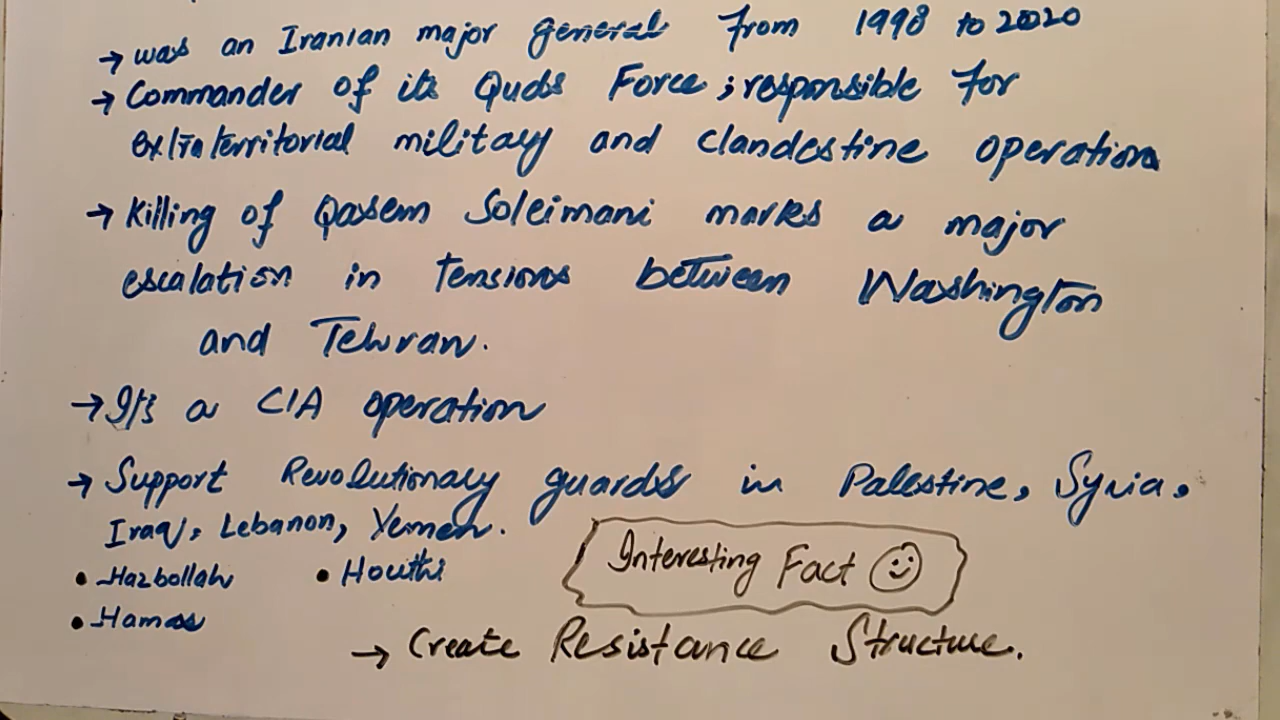 → was an Iranian major general from 1998 to 2020
→ Commander of its Quds Force; responsible for
extraterritorial military and clandestine operation
→ Killing of Qasem Soleimani marks a major
escalation in tensions between Washington
and Tehran.
→ It's a CIA operation
→ Support Revolutionary guards in Palestine, Syria,
Iraq, Lebanon, Yemen.
• Hazbollah • Houthi
• Hamas
Interesting Fact ☺
→ Create Resistance Structure.